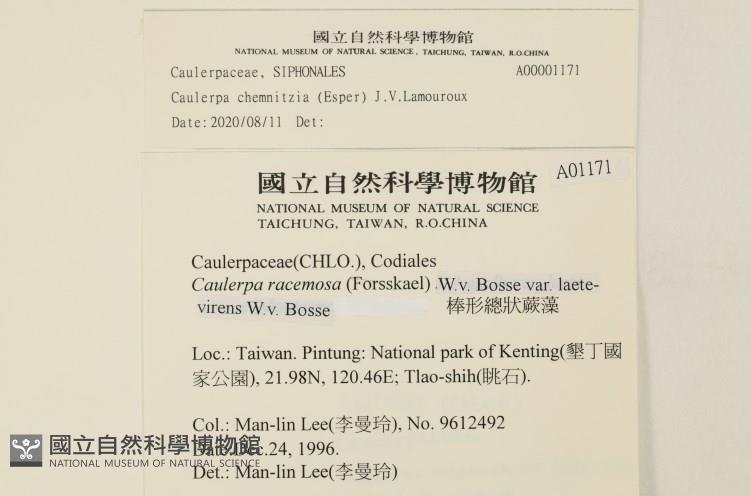 國立自然科學博物館
NATIONAL MUSEUM OF NATURAL SCIENCE, TAICHUNG, TAIWAN, R.O.CHINA
Caulerpaceae, SIPHONALES A00001171
Caulerpa chemnitzia (Esper) J.V.Lamouroux
Date:2020/08/11 Det:
國立自然科學博物館 A01171
NATIONAL MUSEUM OF NATURAL SCIENCE
TAICHUNG, TAIWAN, R.O.CHINA
Caulerpaceae(CHLO.), Codiales
Caulerpa racemosa (Forsskael) W.v. Bosse var. laete-
virens W.v. Bosse 棒形總狀蕨藻
Loc.: Taiwan. Pintung: National park of Kenting(墾丁國
家公園), 21.98N, 120.46E; Tlao-shih(眺石).
Col.: Man-lin Lee(李曼玲), No. 9612492
Dec.24, 1996.
Det.: Man-lin Lee(李曼玲)
國立自然科學博物館
NATIONAL MUSEUM OF NATURAL SCIENCE